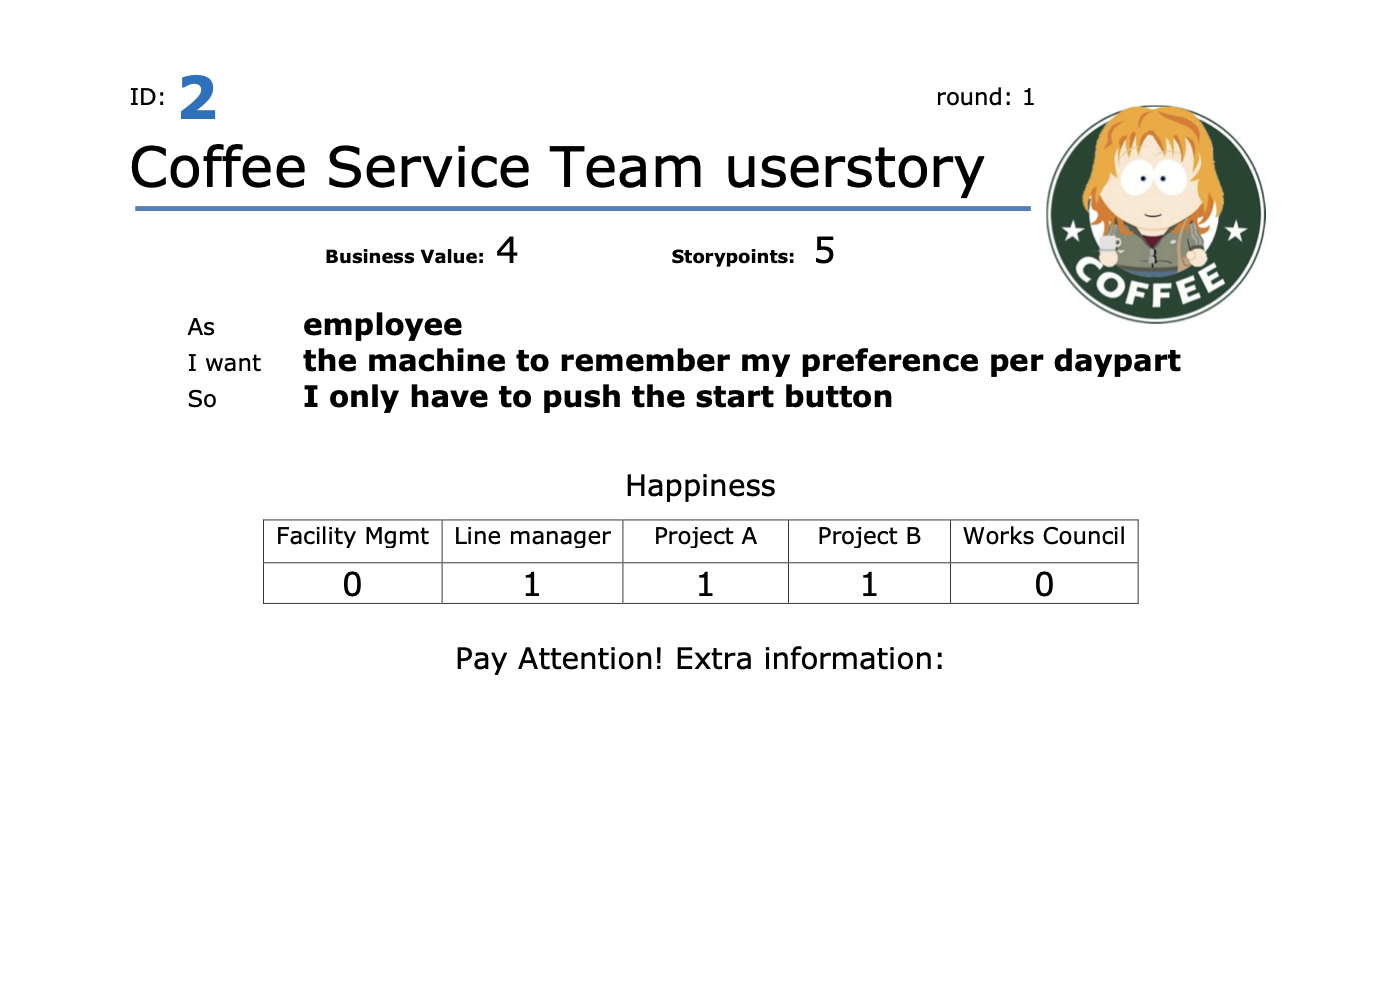 ID: 2
round: 1
Coffee Service Team userstory
Business Value: 4 Storypoints: 5
COFFEE
As employee
I want the machine to remember my preference per daypart
So I only have to push the start button
Happiness
Facility Mgmt Line manager Project A Project B Works Council
0 1 1 1 0
Pay Attention! Extra information: